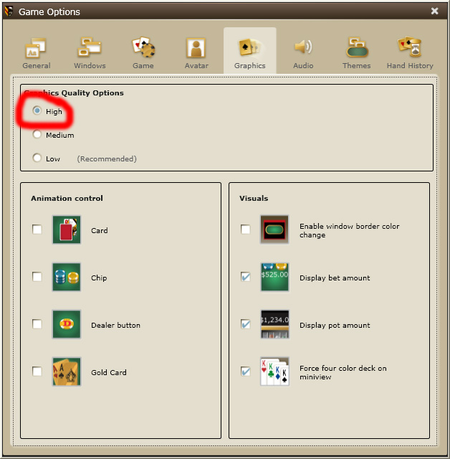 Game Options
General
Windows
Game
Avatar
Graphics
Audio
Themes
Hand History
Graphics Quality Options
High
Medium
Low (Recommended)
Animation control
Card
Chip
Dealer button
Gold Card
Visuals
Enable window border color
change
$525.00
Display bet amount
$1,234.0
Display pot amount
K K K K
Force four color deck on
miniview